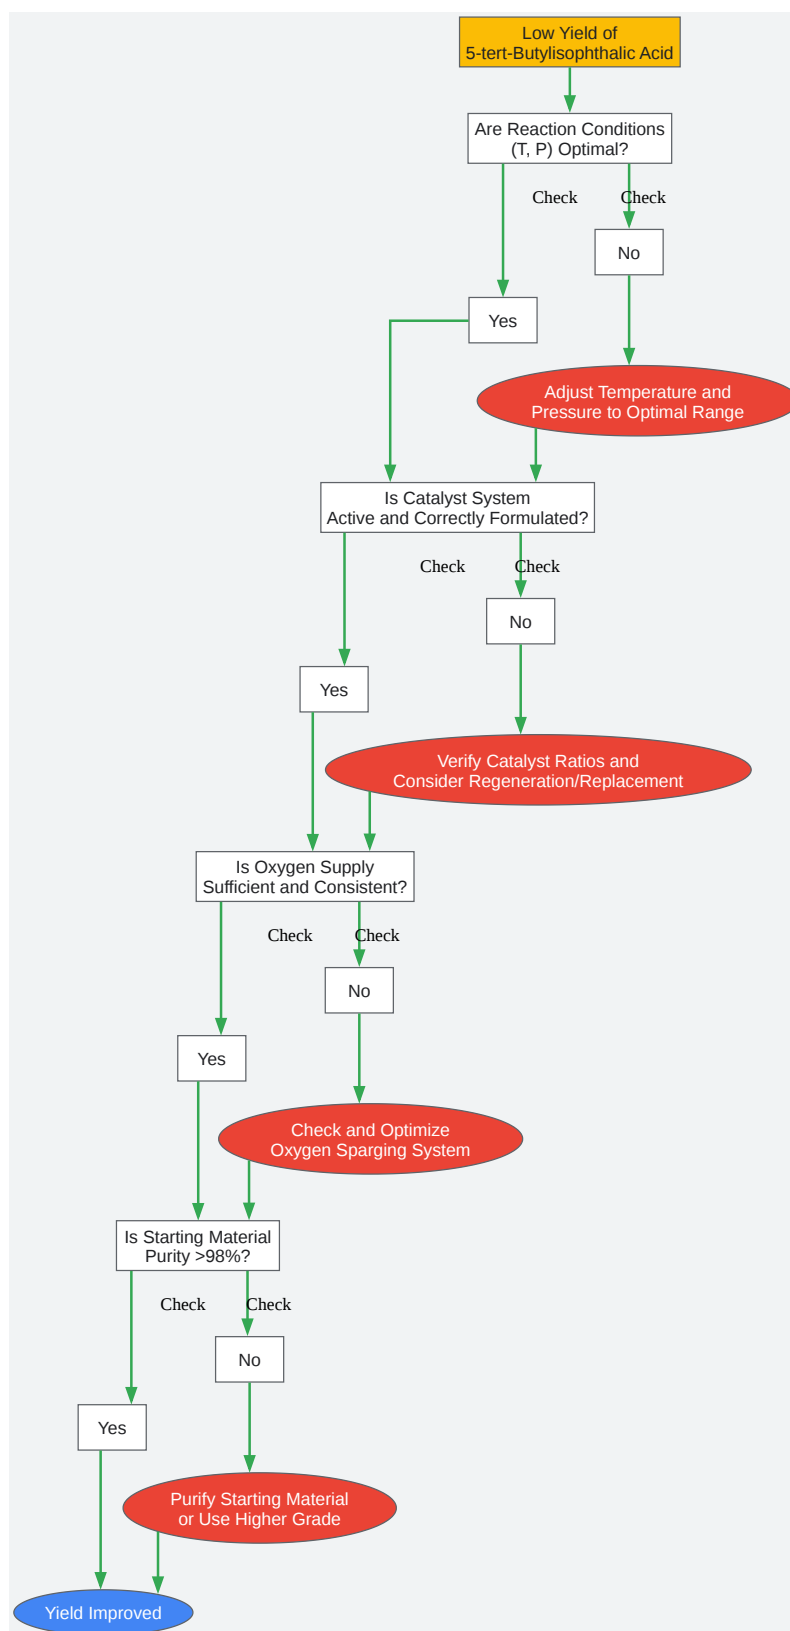 Low Yield of
5-tert-Butylisophthalic Acid
Are Reaction Conditions
(T, P) Optimal?
Check
Check
No
Yes
Adjust Temperature and
Pressure to Optimal Range
Is Catalyst System
Active and Correctly Formulated?
Check
Check
No
Yes
Verify Catalyst Ratios and
Consider Regeneration/Replacement
Is Oxygen Supply
Sufficient and Consistent?
Check
Check
No
Yes
Check and Optimize
Oxygen Sparging System
Is Starting Material
Purity >98%?
Check
Check
No
Yes
Purify Starting Material
or Use Higher Grade
Yield Improved